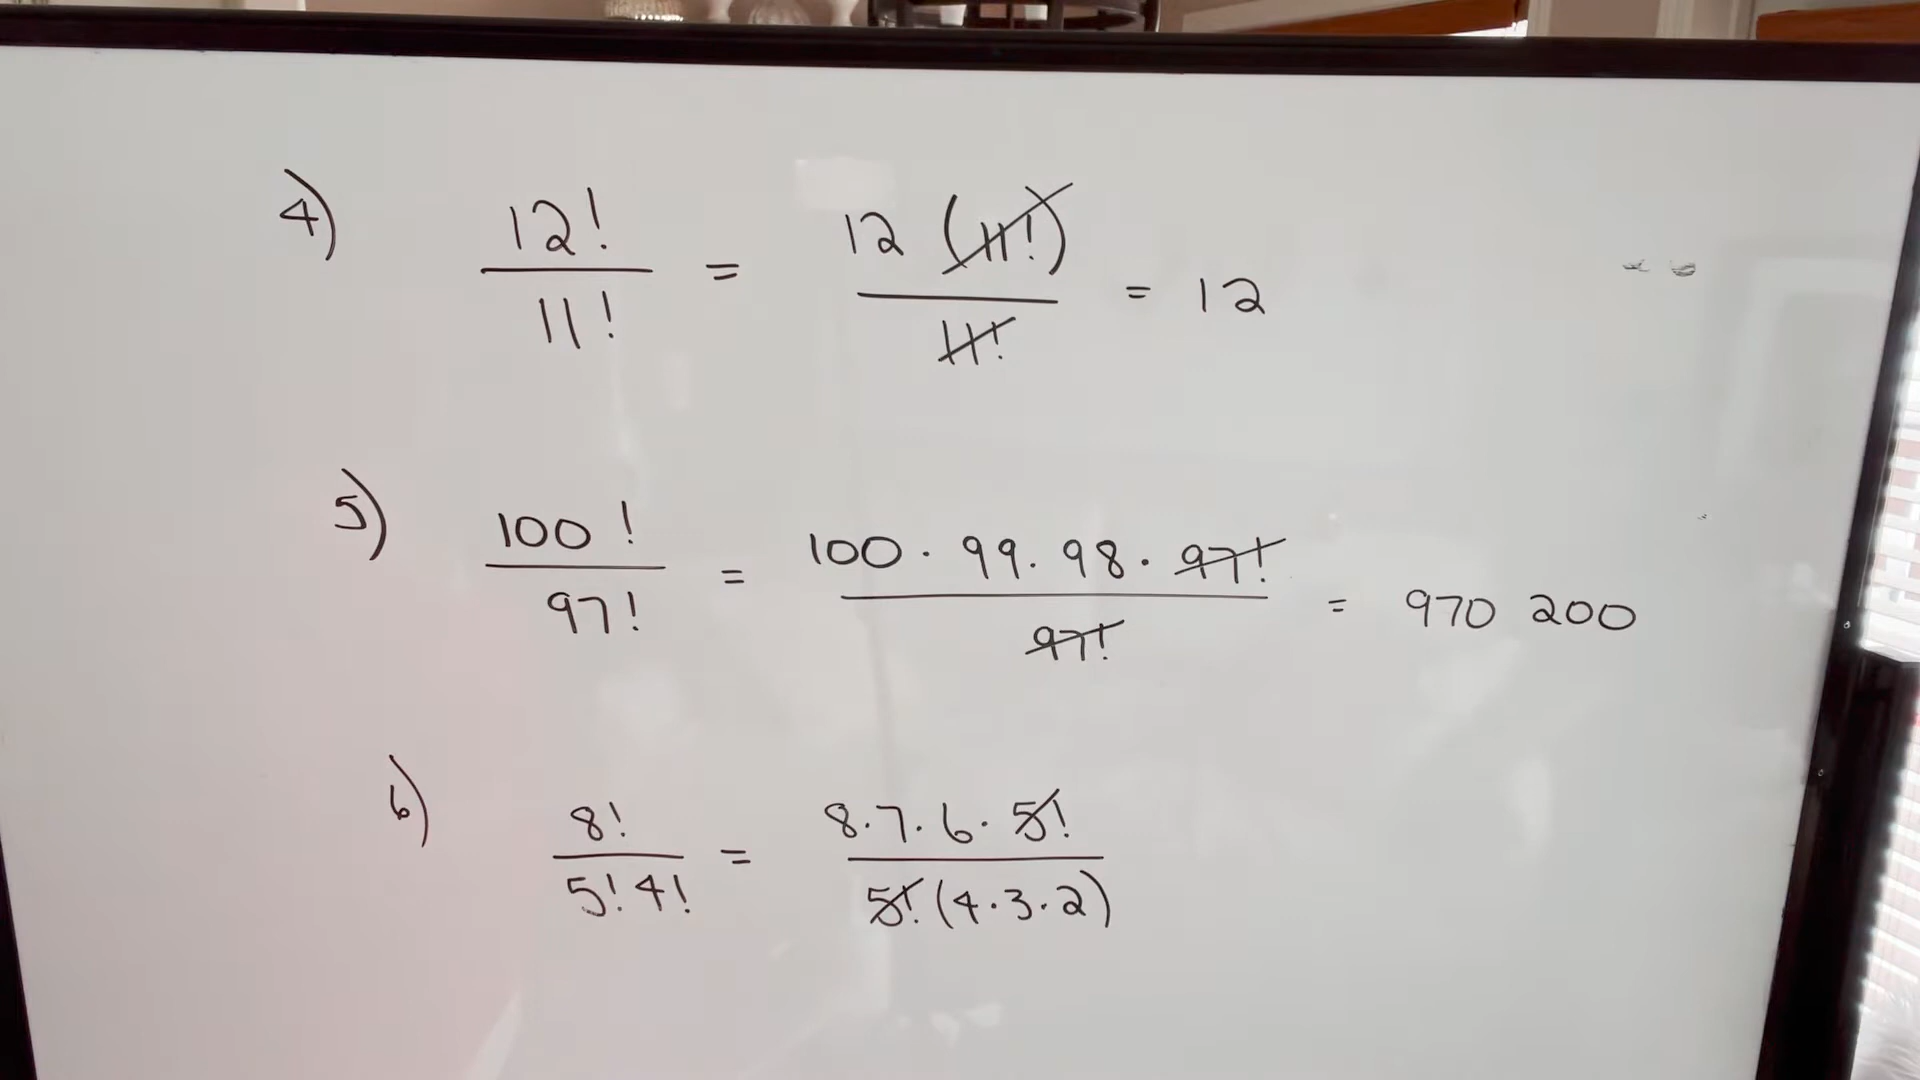 4) 12! / 11! = 12 (11!) / 11! = 12
5) 100! / 97! = 100 · 99 · 98 · 97! / 97! = 970 200
6) 8! / 5! 4! = 8 · 7 · 6 · 5! / 5! (4 · 3 · 2)